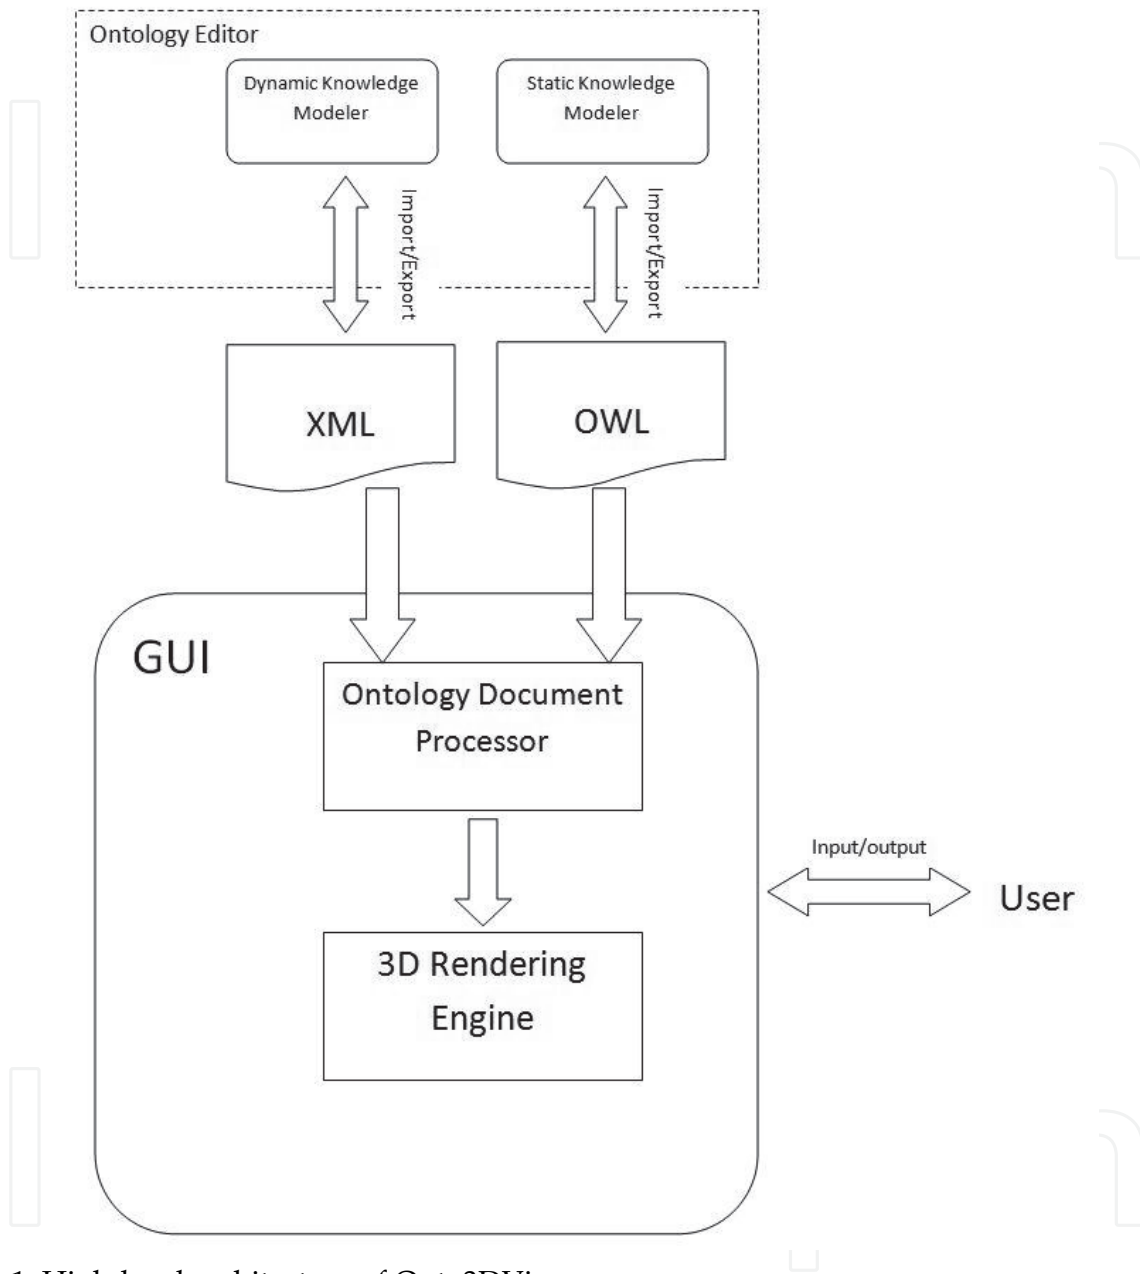 Ontology Editor
Dynamic Knowledge
Modeler
Static Knowledge
Modeler
Import/Export
Import/Export
XML
OWL
GUI
Ontology Document
Processor
Input/output
User
3D Rendering
Engine